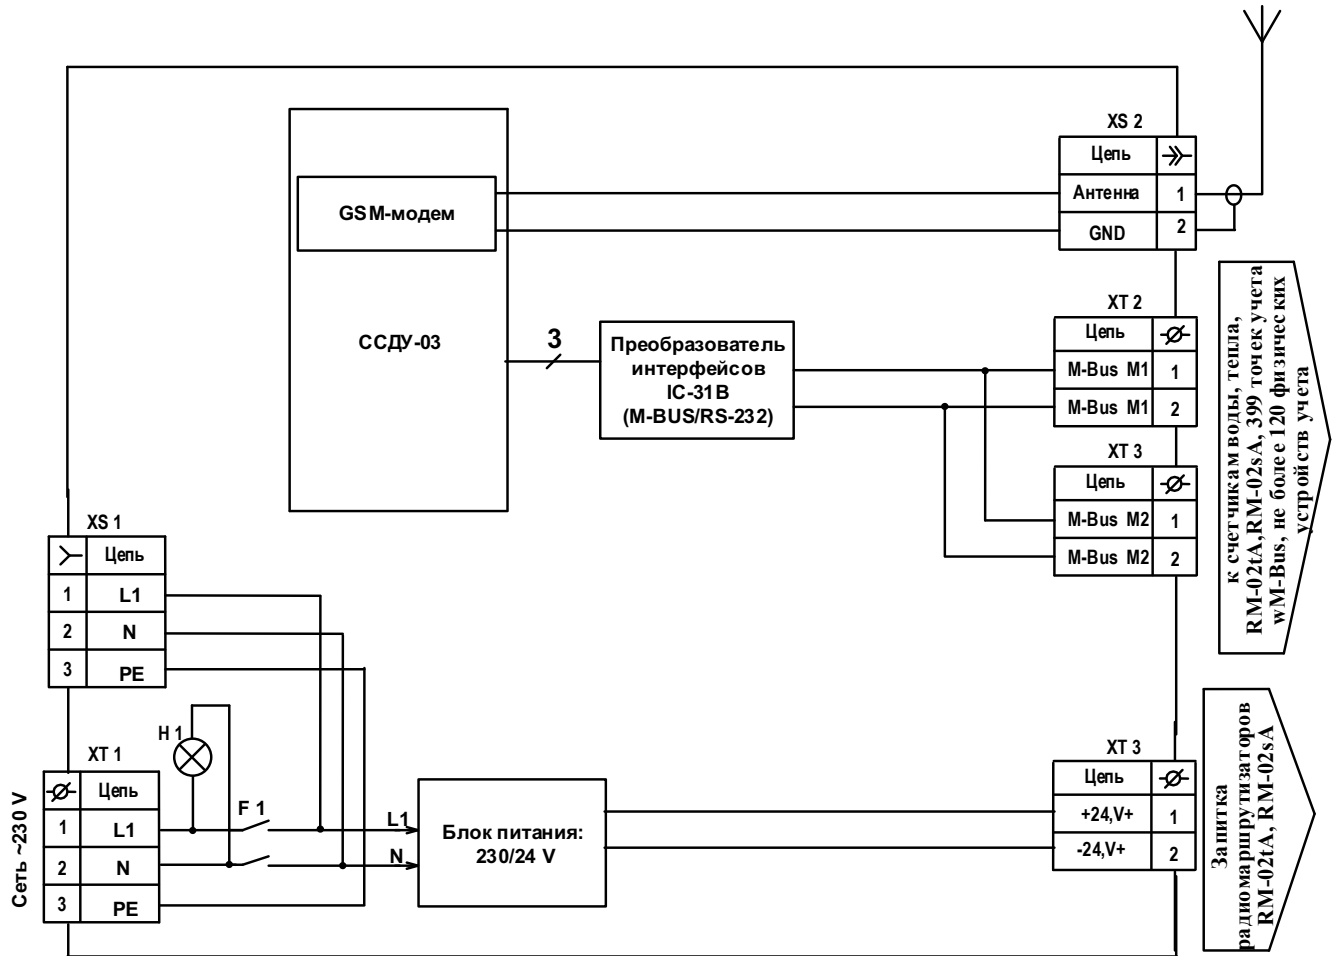 XS 2
Цепь
Антенна 1
GND 2
GSM-модем
ССДУ-03
3
Преобразователь
интерфейсов
IC-31B
(M-BUS/RS-232)
XT 2
Цепь
M-Bus M1 1
M-Bus M1 2
XT 3
Цепь
M-Bus M2 1
M-Bus M2 2
к счетчикам воды, тепла,
RM-02tA,RM-02sA, 399 точек учета
wM-Bus, не более 120 физических
устройств учета
XS 1
Цепь
1 L1
2 N
3 PE
H 1
XT 1
Цепь
1 L1
2 N
3 PE
Сеть ~230 V
F 1
L1
N
Блок питания:
230/24 V
XT 3
Цепь
+24,V+ 1
-24,V+ 2
Запитка
радиомаршрутизаторов
RM-02tA, RM-02sA